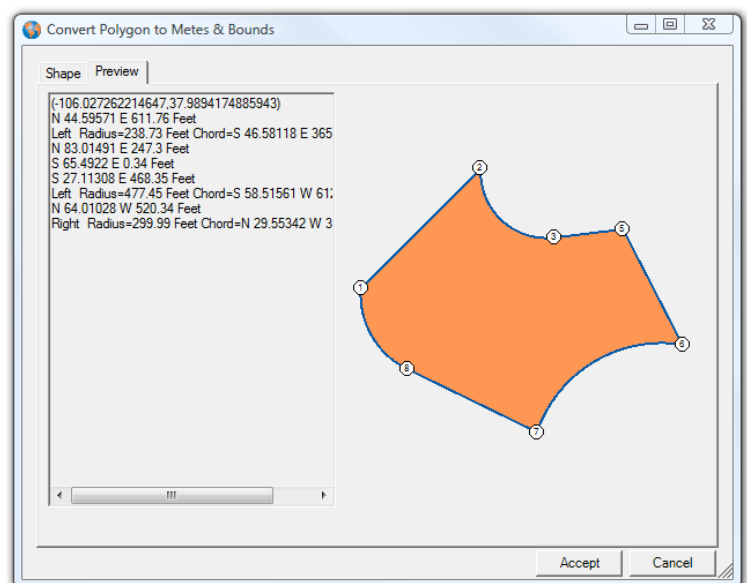 Convert Polygon to Metes & Bounds
Shape Preview
(-106.027262214647,37.9894174885943)
N 44.59571 E 611.76 Feet
Left Radius=238.73 Feet Chord=S 46.58118 E 365
N 83.01491 E 247.3 Feet
S 65.4922 E 0.34 Feet
S 27.11308 E 468.35 Feet
Left Radius=477.45 Feet Chord=S 58.51561 W 612
N 64.01028 W 520.34 Feet
Right Radius=299.99 Feet Chord=N 29.55342 W 3
2
3
5
1
6
8
7
Accept Cancel